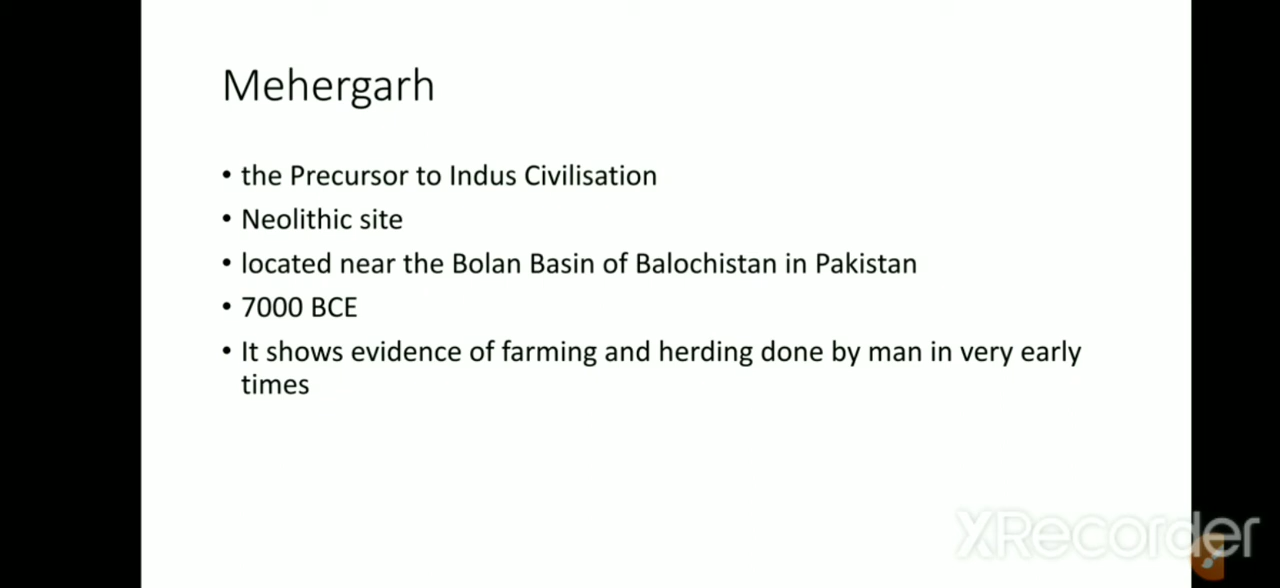 Mehergarh
• the Precursor to Indus Civilisation
• Neolithic site
• located near the Bolan Basin of Balochistan in Pakistan
• 7000 BCE
• It shows evidence of farming and herding done by man in very early
times
XRecorder